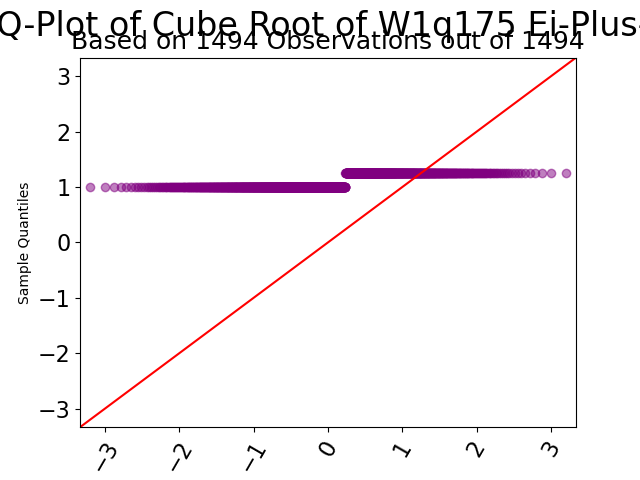 Q-Plot of Cube Root of W1q175 Ei-Plus-
Based on 1494 Observations out of 1494
3
2
1
0
−1
−2
−3
Sample Quantiles
−3 −2 −1 0 1 2 3